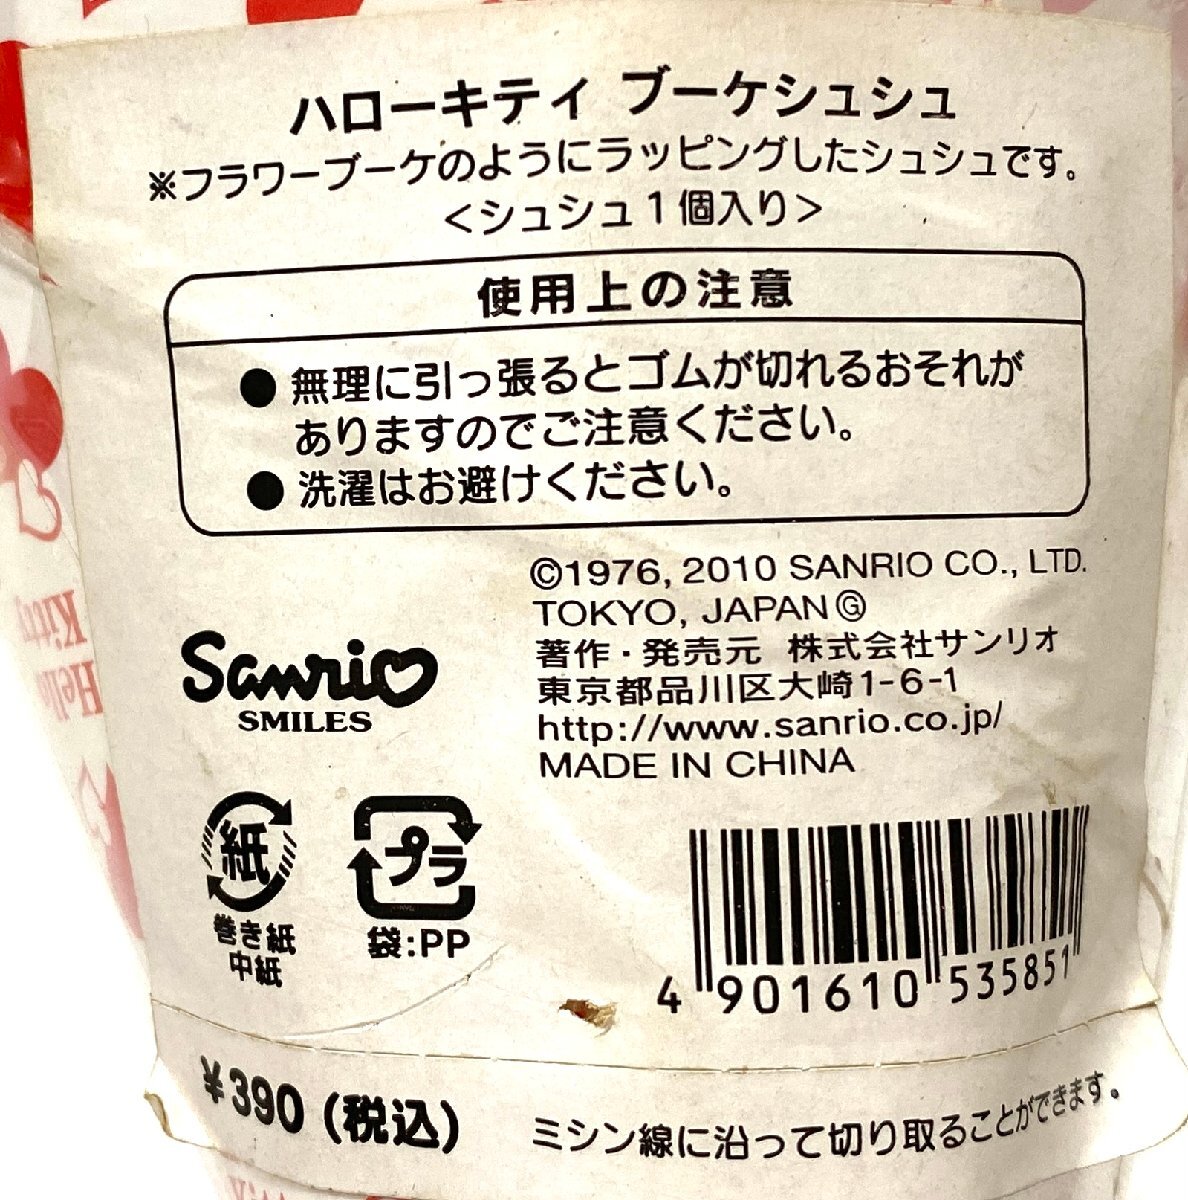 ハローキティ ブーケシュシュ
※フラワーブーケのようにラッピングしたシュシュです。
<シュシュ1個入り>
使用上の注意
●無理に引っ張るとゴムが切れるおそれが
ありますのでご注意ください。
●洗濯はお避けください。
©1976, 2010 SANRIO CO., LTD.
TOKYO, JAPAN Ⓖ
著作・発売元 株式会社サンリオ
東京都品川区大崎1-6-1
http://www.sanrio.co.jp/
MADE IN CHINA
Sanrio
SMILES
紙
巻き紙
中紙
プラ
袋:PP
4 901610 535851
¥390 (税込)
ミシン線に沿って切り取ることができます。
Hello
Kitty